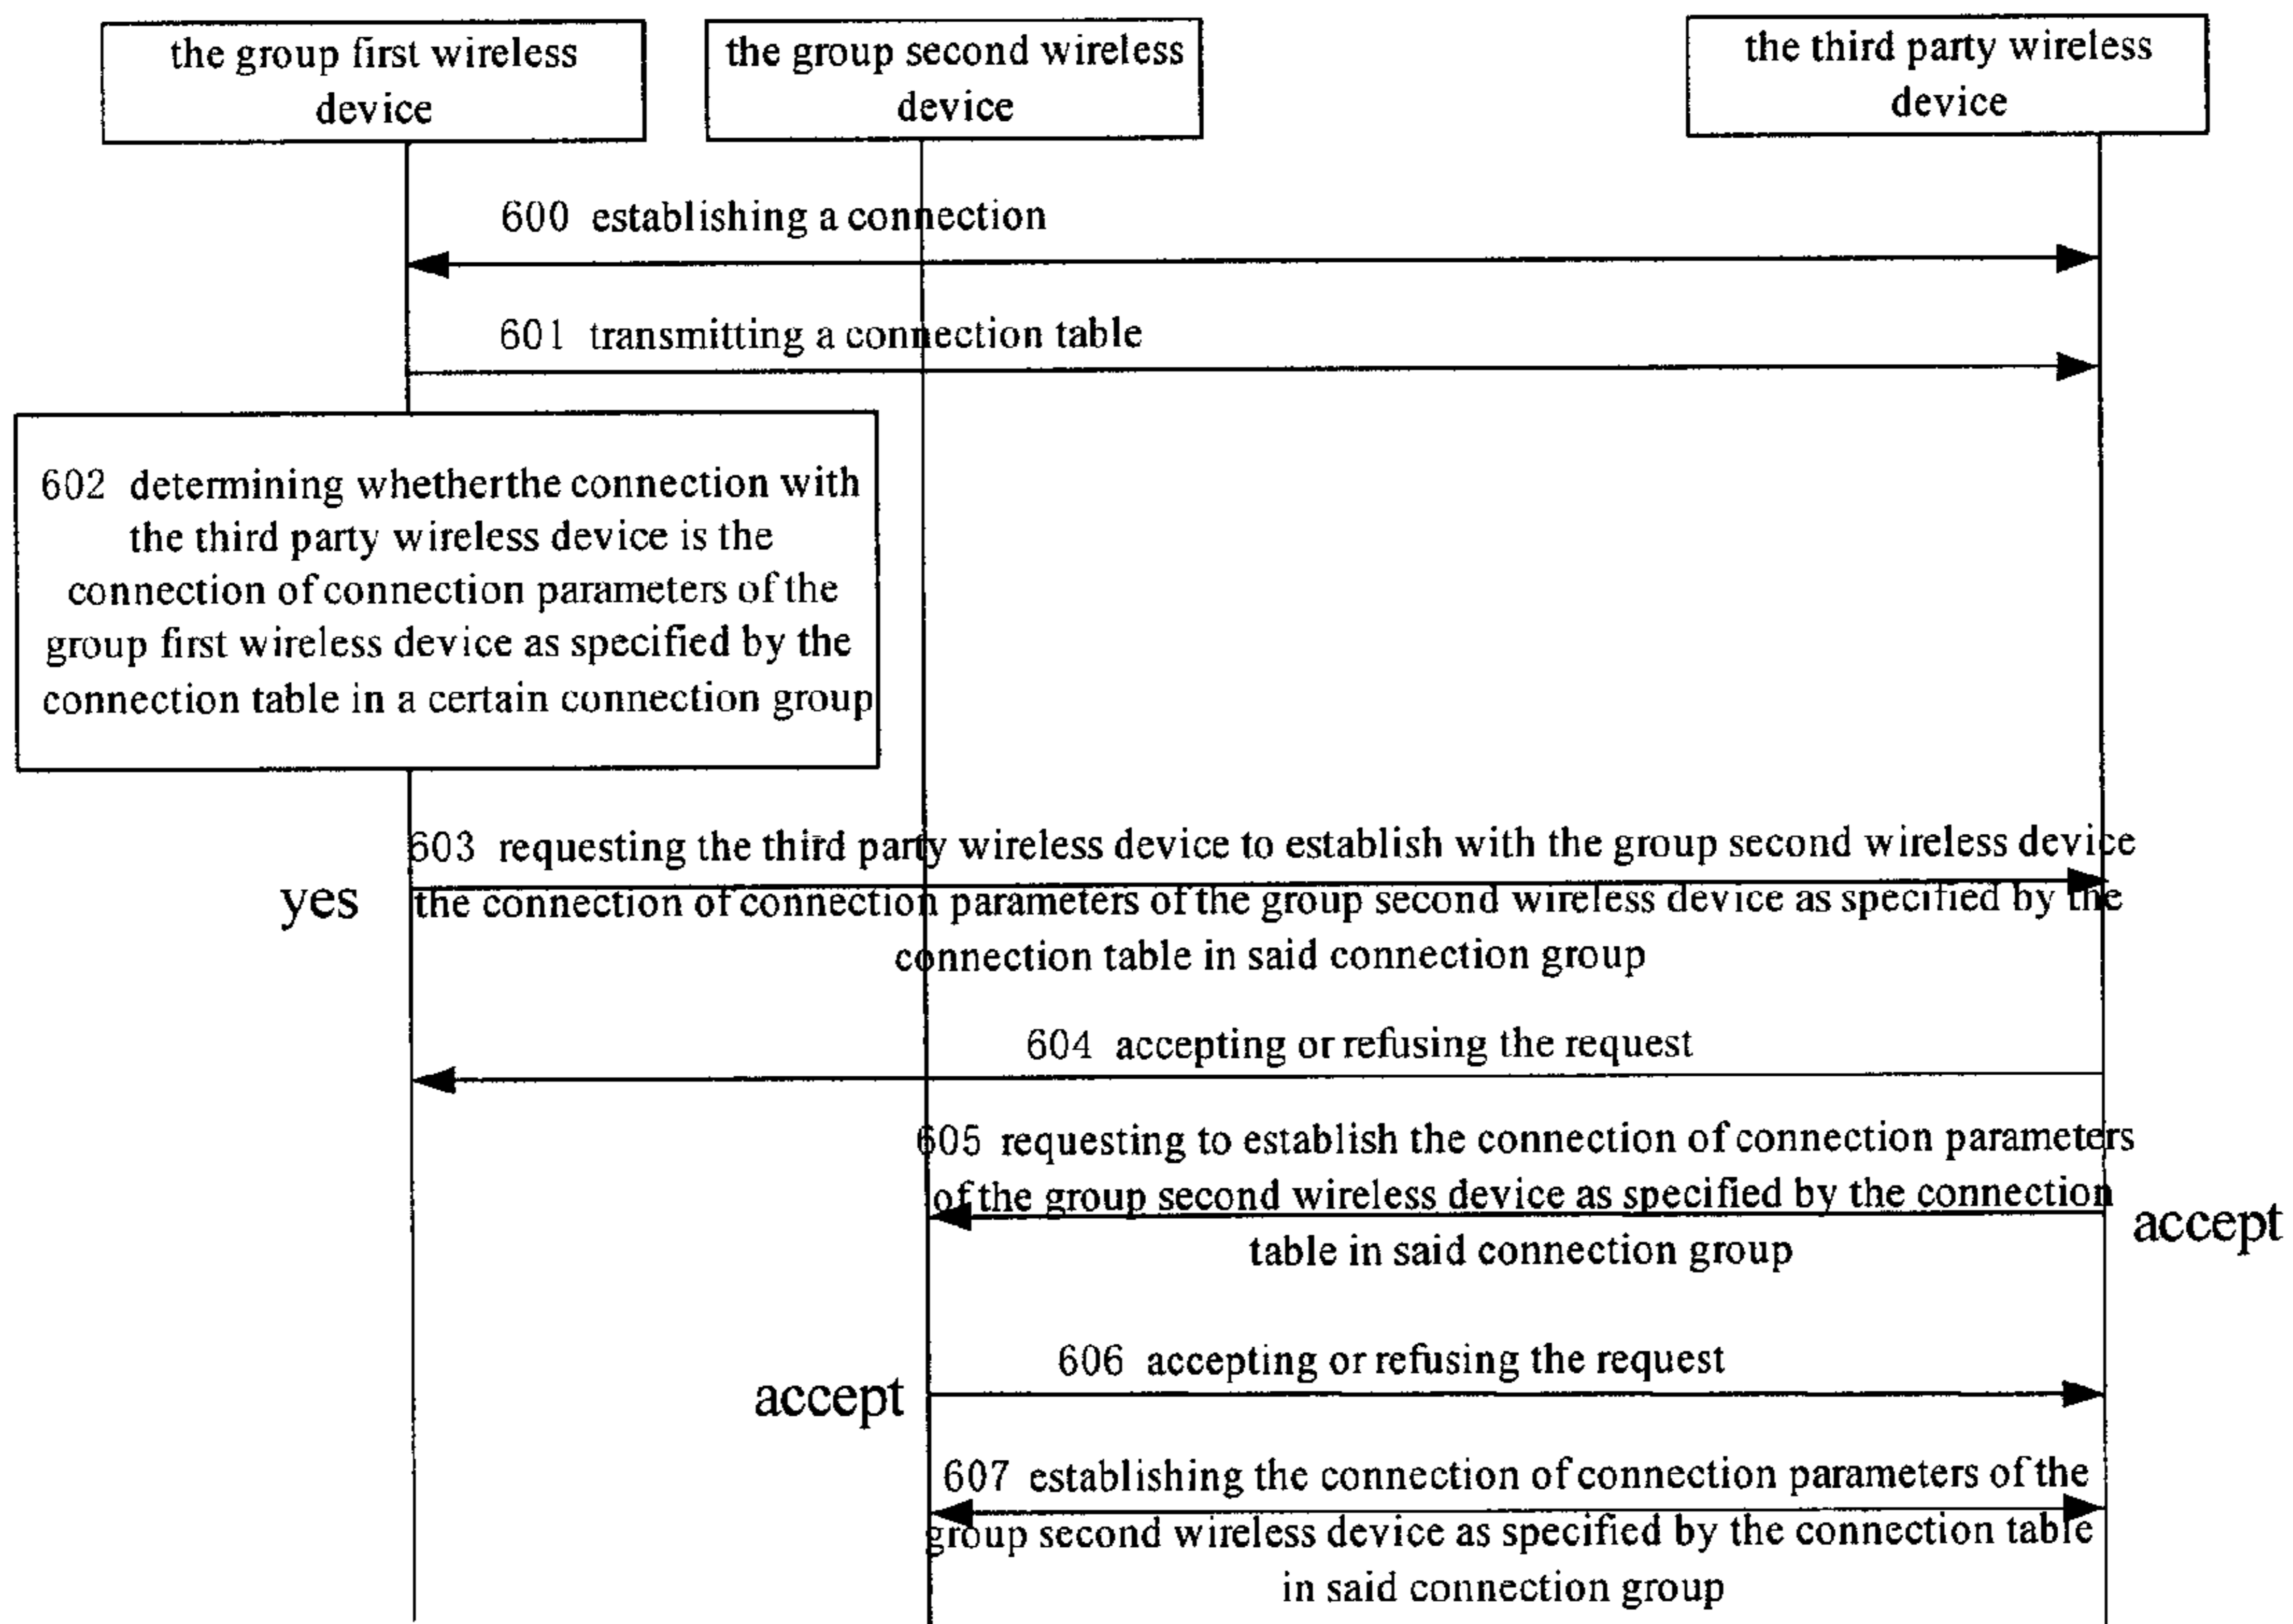 the group first wireless
device
the group second wireless
device
the third party wireless
device
600 establishing a connection
601 transmitting a connection table
602 determining whetherthe connection with
the third party wireless device is the
connection of connection parameters of the
group first wireless device as specified by the
connection table in a certain connection group
603 requesting the third party wireless device to establish with the group second wireless device
yes
the connection of connection parameters of the group second wireless device as specified by the
connection table in said connection group
604 accepting or refusing the request
605 requesting to establish the connection of connection parameters
of the group second wireless device as specified by the connection
accept
table in said connection group
606 accepting or refusing the request
accept
607 establishing the connection of connection parameters of the
group second wireless device as specified by the connection table
in said connection group